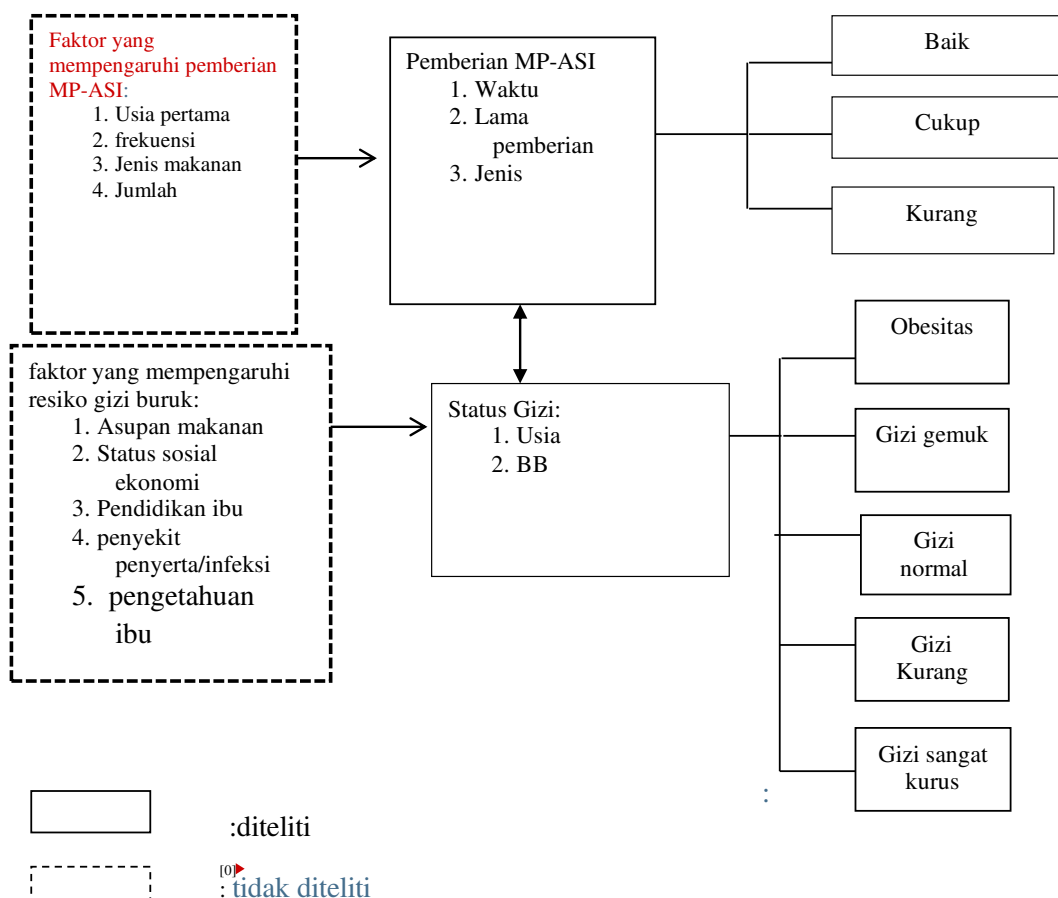 Faktor yang
mempengaruhi pemberian
MP-ASI:
1. Usia pertama
2. frekuensi
3. Jenis makanan
4. Jumlah
Pemberian MP-ASI
1. Waktu
2. Lama
pemberian
3. Jenis
Baik
Cukup
Kurang
faktor yang mempengaruhi
resiko gizi buruk:
1. Asupan makanan
2. Status sosial
ekonomi
3. Pendidikan ibu
4. penyekit
penyerta/infeksi
5. pengetahuan
ibu
Status Gizi:
1. Usia
2. BB
Obesitas
Gizi gemuk
Gizi
normal
Gizi
Kurang
Gizi sangat
kurus
:
:diteliti
[0]
: tidak diteliti